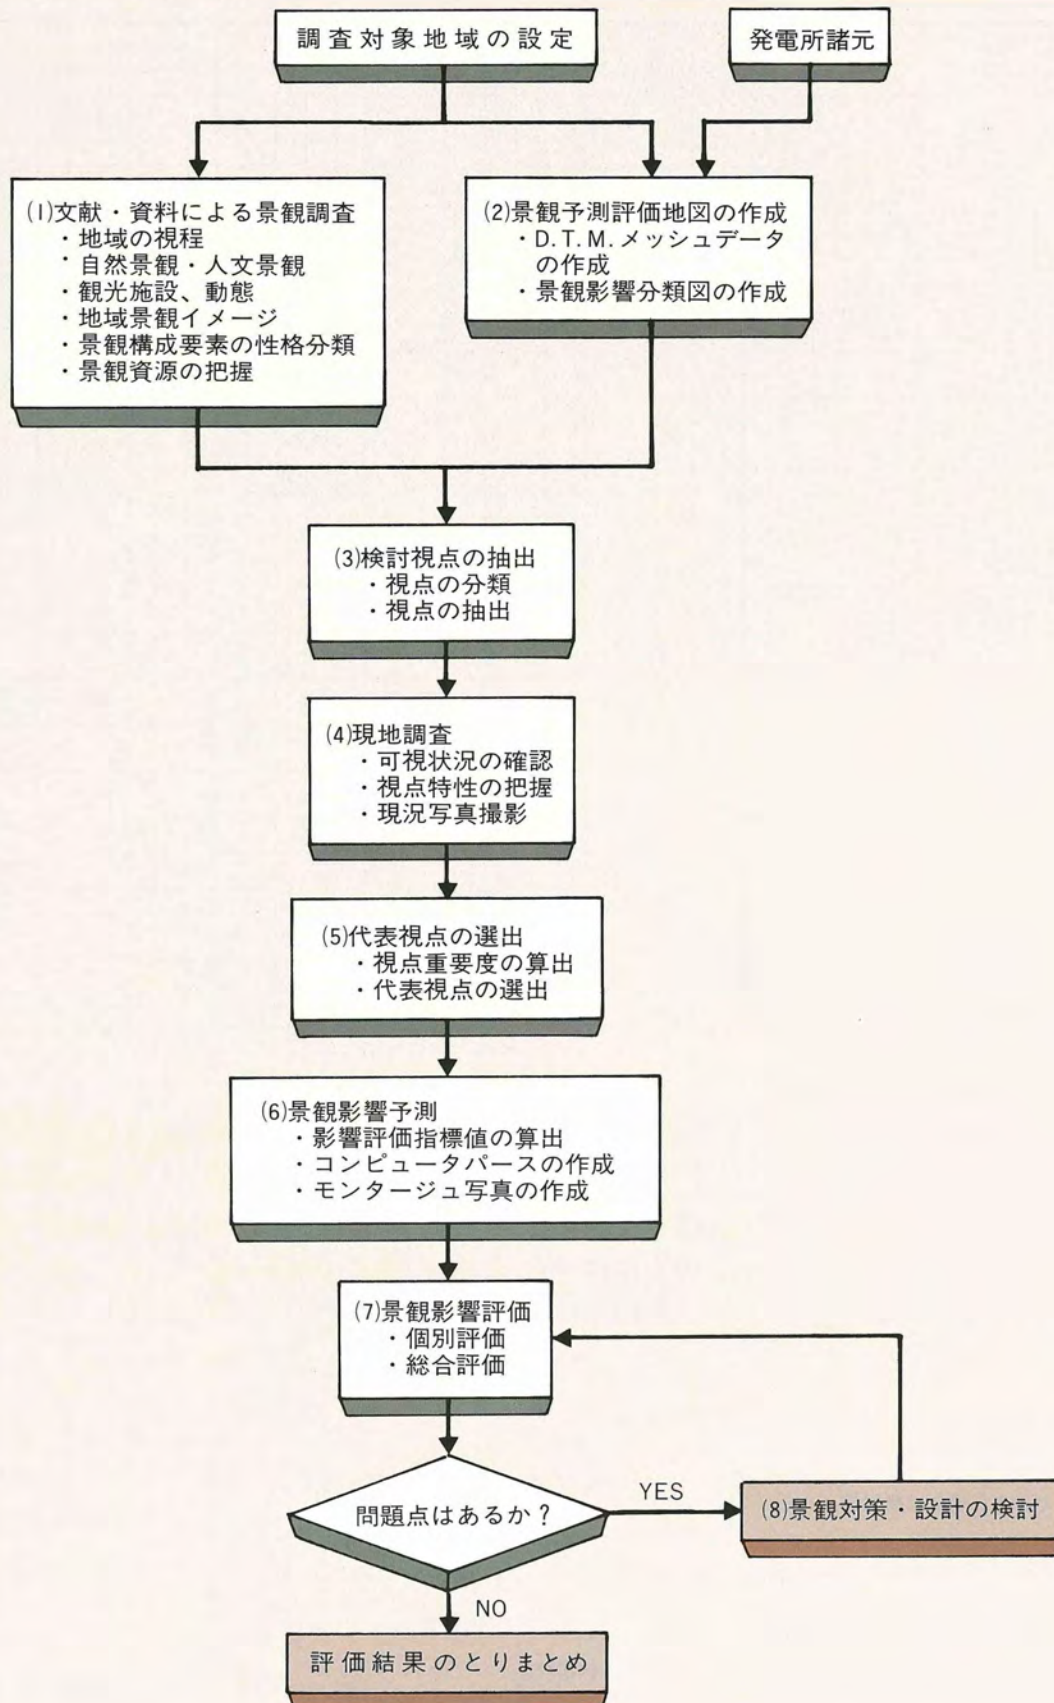 調査対象地域の設定
発電所諸元
(1)文献・資料による景観調査
・地域の視程
・自然景観・人文景観
・観光施設、動態
・地域景観イメージ
・景観構成要素の性格分類
・景観資源の把握
(2)景観予測評価地図の作成
・D.T.M.メッシュデータ
の作成
・景観影響分類図の作成
(3)検討視点の抽出
・視点の分類
・視点の抽出
(4)現地調査
・可視状況の確認
・視点特性の把握
・現況写真撮影
(5)代表視点の選出
・視点重要度の算出
・代表視点の選出
(6)景観影響予測
・影響評価指標値の算出
・コンピュータパースの作成
・モンタージュ写真の作成
(7)景観影響評価
・個別評価
・総合評価
問題点はあるか?
YES
(8)景観対策・設計の検討
NO
評価結果のとりまとめ